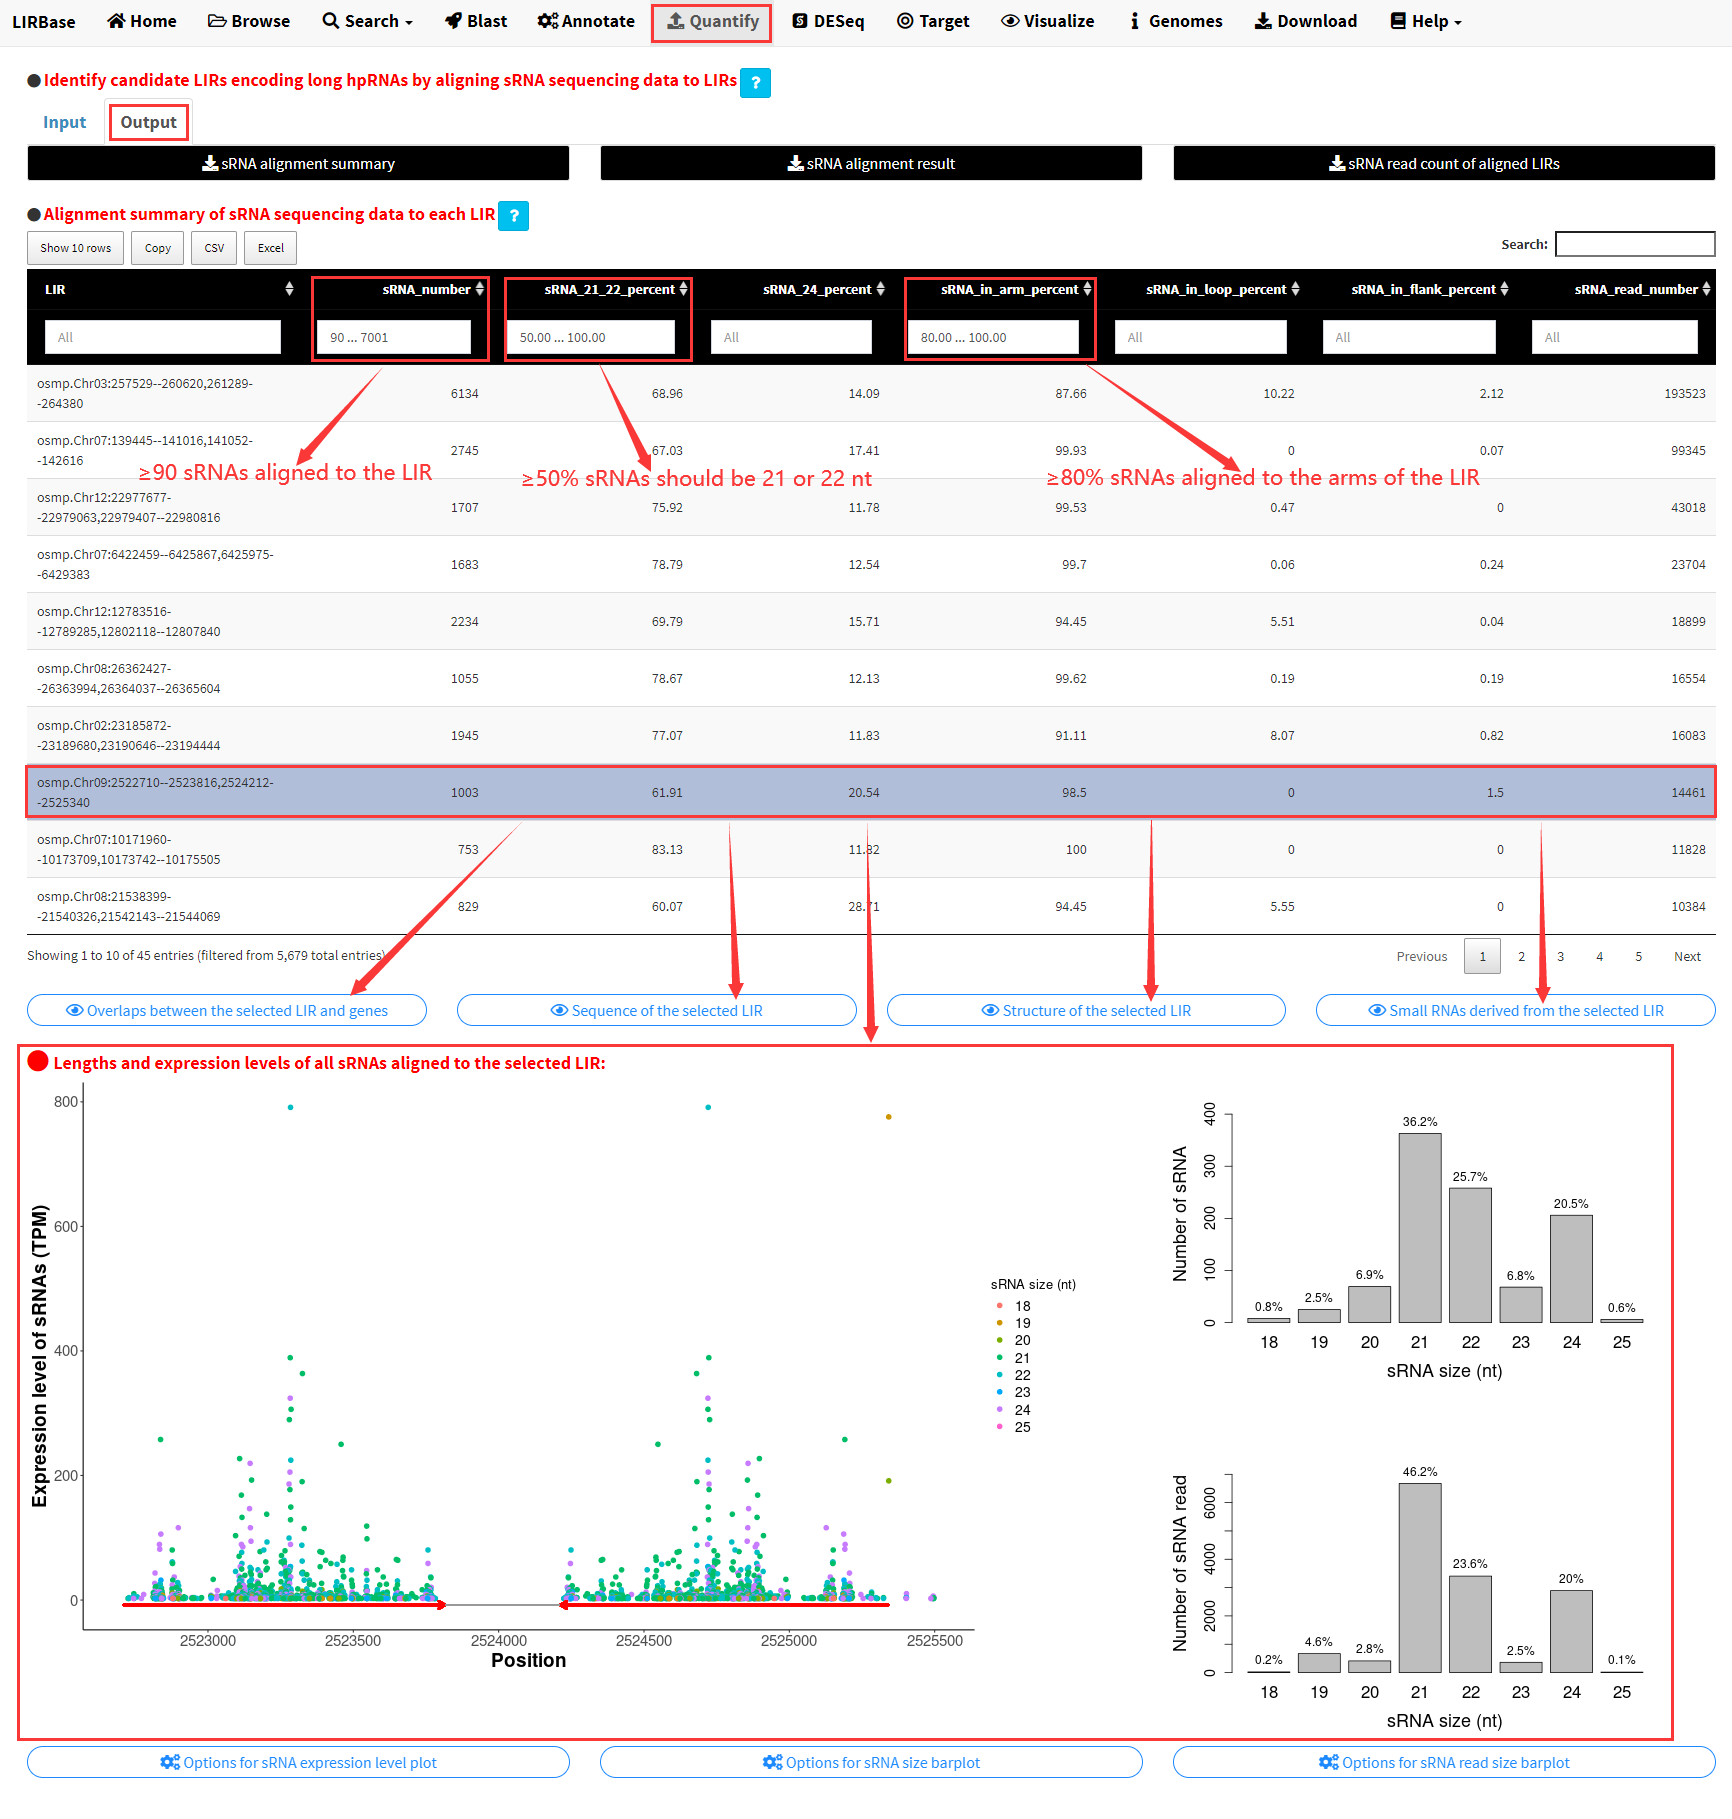 LIRBase Home Browse Search Blast Annotate Quantify DESeq Target Visualize Genomes Download Help
Identify candidate LIRs encoding long hpRNAs by aligning sRNA sequencing data to LIRs ?
Input Output
sRNA alignment summary sRNA alignment result sRNA read count of aligned LIRs
Alignment summary of sRNA sequencing data to each LIR ?
Show 10 rows Copy CSV Excel Search:
LIR sRNA_number sRNA_21_22_percent sRNA_24_percent sRNA_in_arm_percent sRNA_in_loop_percent sRNA_in_flank_percent sRNA_read_number
All 90 ... 7001 50.00 ... 100.00 All 80.00 ... 100.00 All All All
osmp.Chr03:257529--260620,261289-
-264380
6134 68.96 14.09 87.66 10.22 2.12 193523
osmp.Chr07:139445--141016,141052-
-142616
2745 67.03 17.41 99.93 0 0.07 99345
≥90 sRNAs aligned to the LIR
≥50% sRNAs should be 21 or 22 nt
≥80% sRNAs aligned to the arms of the LIR
osmp.Chr12:22977677-
-22979063,22979407--22980816
1707 75.92 11.78 99.53 0.47 0 43018
osmp.Chr07:6422459--6425867,6425975-
-6429383
1683 78.79 12.54 99.7 0.06 0.24 23704
osmp.Chr12:12783516-
-12789285,12802118--12807840
2234 69.79 15.71 94.45 5.51 0.04 18899
osmp.Chr08:26362427-
-26363994,26364037--26365604
1055 78.67 12.13 99.62 0.19 0.19 16554
osmp.Chr02:23185872-
-23189680,23190646--23194444
1945 77.07 11.83 91.11 8.07 0.82 16083
osmp.Chr09:2522710--2523816,2524212-
-2525340
1003 61.91 20.54 98.5 0 1.5 14461
osmp.Chr07:10171960-
-10173709,10173742--10175505
753 83.13 11.82 100 0 0 11828
osmp.Chr08:21538399-
-21540326,21542143--21544069
829 60.07 28.71 94.45 5.55 0 10384
Showing 1 to 10 of 45 entries (filtered from 5,679 total entries) Previous 1 2 3 4 5 Next
Overlaps between the selected LIR and genes Sequence of the selected LIR Structure of the selected LIR Small RNAs derived from the selected LIR
Lengths and expression levels of all sRNAs aligned to the selected LIR:
Expression level of sRNAs (TPM)
800
600
400
200
0
2523000 2523500 2524000 2524500 2525000 2525500
Position
sRNA size (nt)
18
19
20
21
22
23
24
25
Number of sRNA
400
300
200
100
0
0.8% 2.5% 6.9% 36.2% 25.7% 6.8% 20.5% 0.6%
18 19 20 21 22 23 24 25
sRNA size (nt)
Number of sRNA read
6000
4000
2000
0
0.2% 4.6% 2.8% 46.2% 23.6% 2.5% 20% 0.1%
18 19 20 21 22 23 24 25
sRNA size (nt)
Options for sRNA expression level plot Options for sRNA size barplot Options for sRNA read size barplot